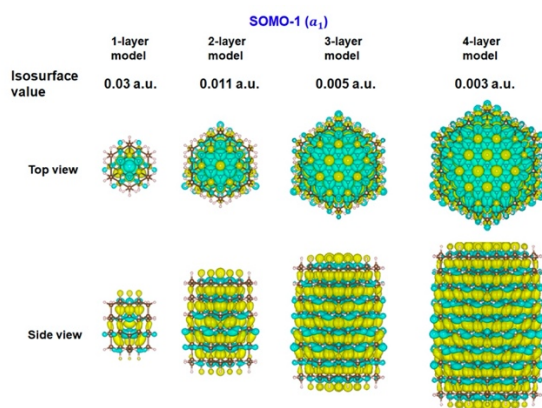 SOMO-1 (a₁)
1-layer model 2-layer model 3-layer model 4-layer model
Isosurface value 0.03 a.u. 0.011 a.u. 0.005 a.u. 0.003 a.u.
Top view
Side view